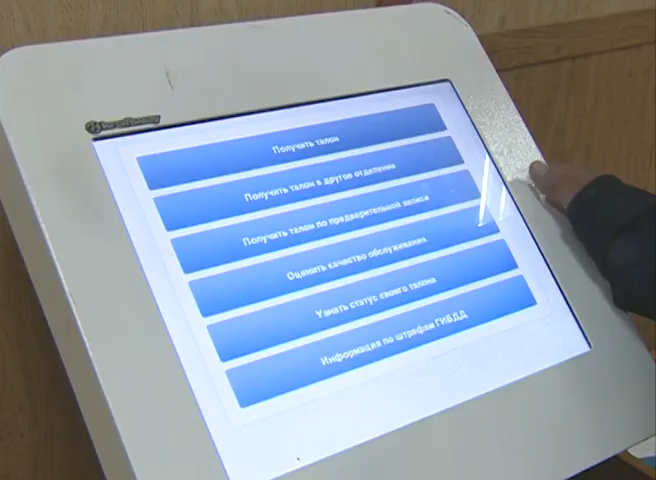 Получить талон
Получить талон в другое отделение
Получить талон по предварительной записи
Оценить качество обслуживания
Узнать статус своего талона
Информация по штрафам ГИБДД